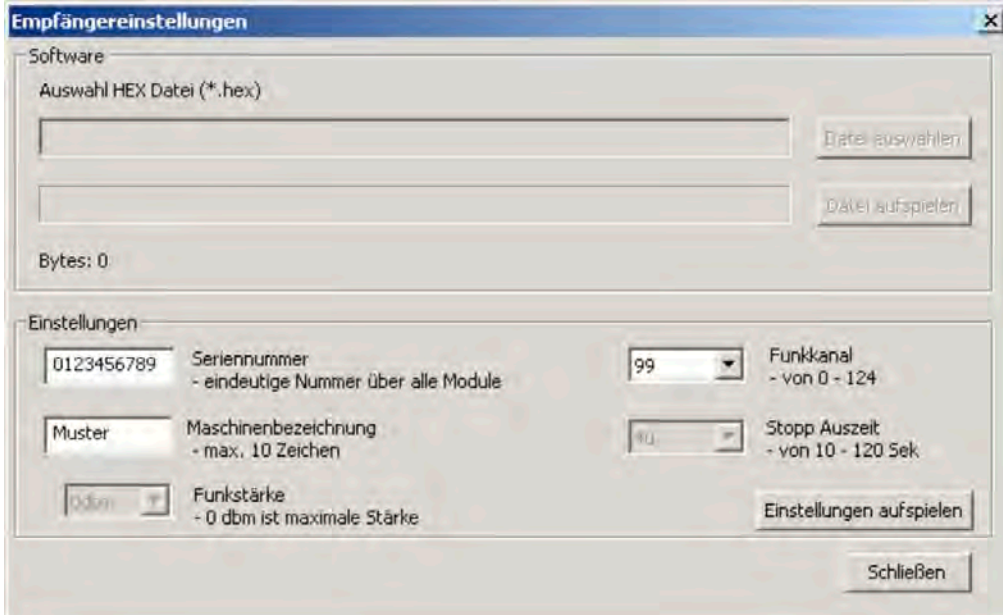 Empfängereinstellungen
Software
Auswahl HEX Datei (*.hex)
Datei auswählen
Datei aufspielen
Bytes: 0
Einstellungen
0123456789
Seriennummer
- eindeutige Nummer über alle Module
99
Funkkanal
- von 0 - 124
Muster
Maschinenbezeichnung
- max. 10 Zeichen
Stopp Auszeit
- von 10 - 120 Sek
0dbm
Funkstärke
- 0 dbm ist maximale Stärke
Einstellungen aufspielen
Schließen